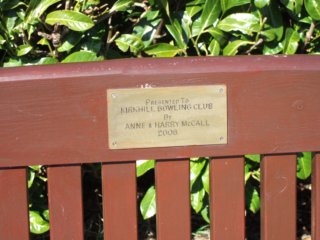 PRESENTED TO
KIRKHILL BOWLING CLUB
BY
ANNE & HARRY MCCALL
2008